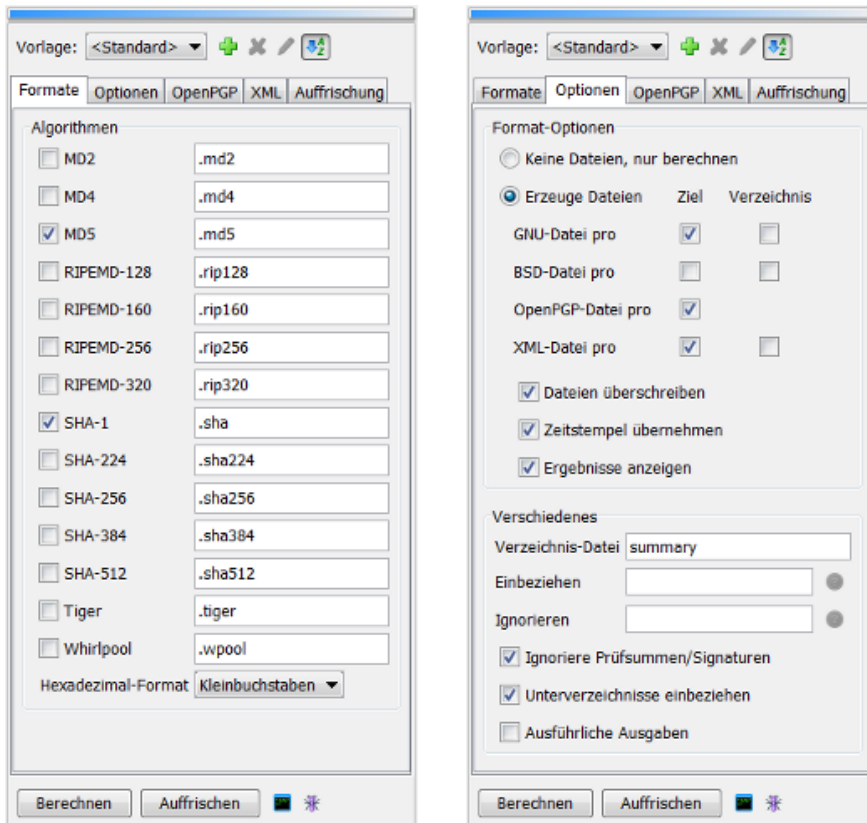 Vorlage: <Standard>
Formate Optionen OpenPGP XML Auffrischung
Algorithmen
MD2 .md2
MD4 .md4
MD5 .md5
RIPEMD-128 .rip128
RIPEMD-160 .rip160
RIPEMD-256 .rip256
RIPEMD-320 .rip320
SHA-1 .sha
SHA-224 .sha224
SHA-256 .sha256
SHA-384 .sha384
SHA-512 .sha512
Tiger .tiger
Whirlpool .wpool
Hexadezimal-Format Kleinbuchstaben
Berechnen Auffrischen
Vorlage: <Standard>
Formate Optionen OpenPGP XML Auffrischung
Format-Optionen
Keine Dateien, nur berechnen
Erzeuge Dateien Ziel Verzeichnis
GNU-Datei pro
BSD-Datei pro
OpenPGP-Datei pro
XML-Datei pro
Dateien überschreiben
Zeitstempel übernehmen
Ergebnisse anzeigen
Verschiedenes
Verzeichnis-Datei summary
Einbeziehen
Ignorieren
Ignoriere Prüfsummen/Signaturen
Unterverzeichnisse einbeziehen
Ausführliche Ausgaben
Berechnen Auffrischen